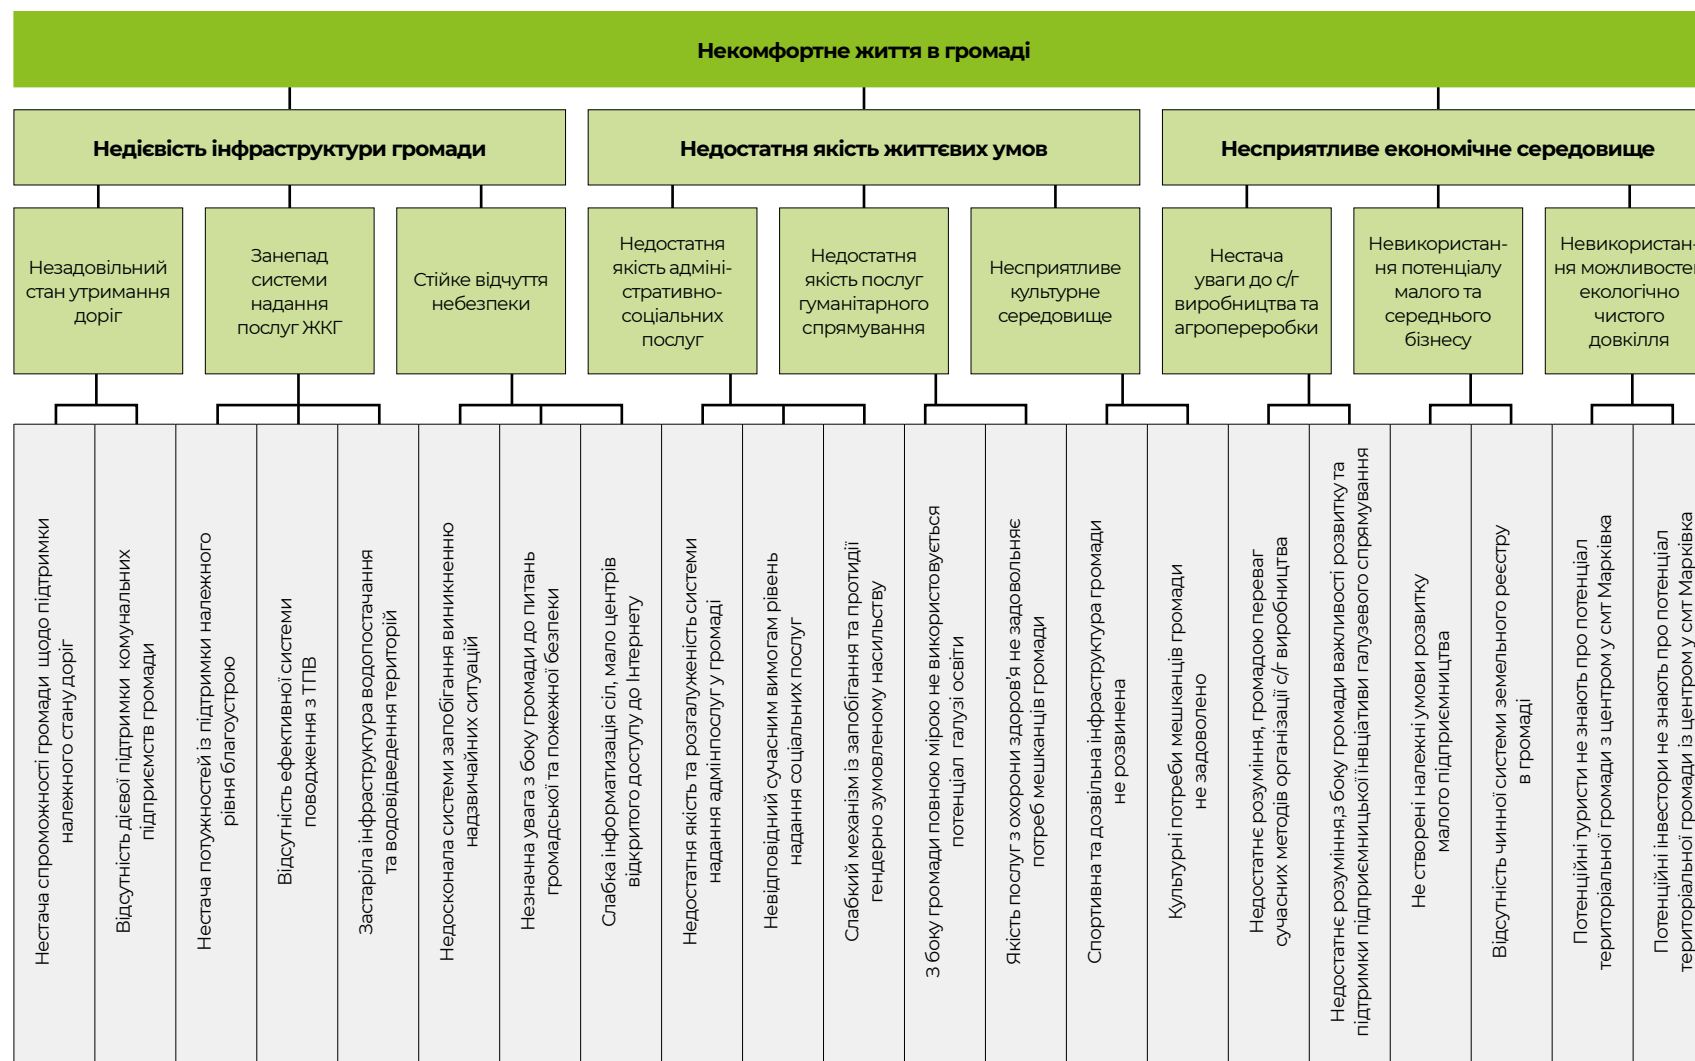 Некомфортне життя в громаді
Недієвість інфраструктури громади
Недостатня якість життєвих умов
Несприятливе економічне середовище
Незадовільний
стан утримання
доріг
Занепад
системи
надання
послуг ЖКГ
Стійке відчуття
небезпеки
Недостатня
якість адміні-
стративно-
соціальних
послуг
Недостатня
якість послуг
гуманітарного
спрямування
Несприятливе
культурне
середовище
Нестача
уваги до с/г
виробництва та
агропереробки
Невикористан-
ня потенціалу
малого та
середнього
бізнесу
Невикористан-
ня можливостей
екологічно
чистого
довкілля
Нестача спроможності громади щодо підтримки
належного стану доріг
Відсутність дієвої підтримки комунальних
підприємств громади
Нестача потужностей із підтримки належного
рівня благоустрою
Відсутність ефективної системи
поводження з ТПВ
Застаріла інфраструктура водопостачання
та водовідведення територій
Недосконала системи запобігання виникненню
надзвичайних ситуацій
Незначна увага з боку громади до питань
громадської та пожежної безпеки
Слабка інформатизація сіл, мало центрів
відкритого доступу до Інтернету
Недостатня якість та розгалуженість системи
надання адмінпослуг у громаді
Невідповідний сучасним вимогам рівень
надання соціальних послуг
Слабкий механізм із запобігання та протидії
гендерно зумовленому насильству
З боку громади повною мірою не використовується
потенціал галузі освіти
Якість послуг з охорони здоров'я не задовольняє
потреб мешканців громади
Спортивна та дозвільна інфраструктура громади
не розвинена
Культурні потреби мешканців громади
не задоволено
Недостатнє розуміння, громадою переваг
сучасних методів організації с/г виробництва
Недостатнє розуміння,з боку громади важливості розвитку та
підтримки підприємницької інвціативи галузевого спрямування
Не створені належні умови розвитку
малого підприємництва
Відсутність чинної системи земельного реєстру
в громаді
Потенційні туристи не знають про потенціал
територіальної громади з центром у смт Марківка
Потенційні інвестори не знають про потенціал
територіальної громади із центром у смт Марківка